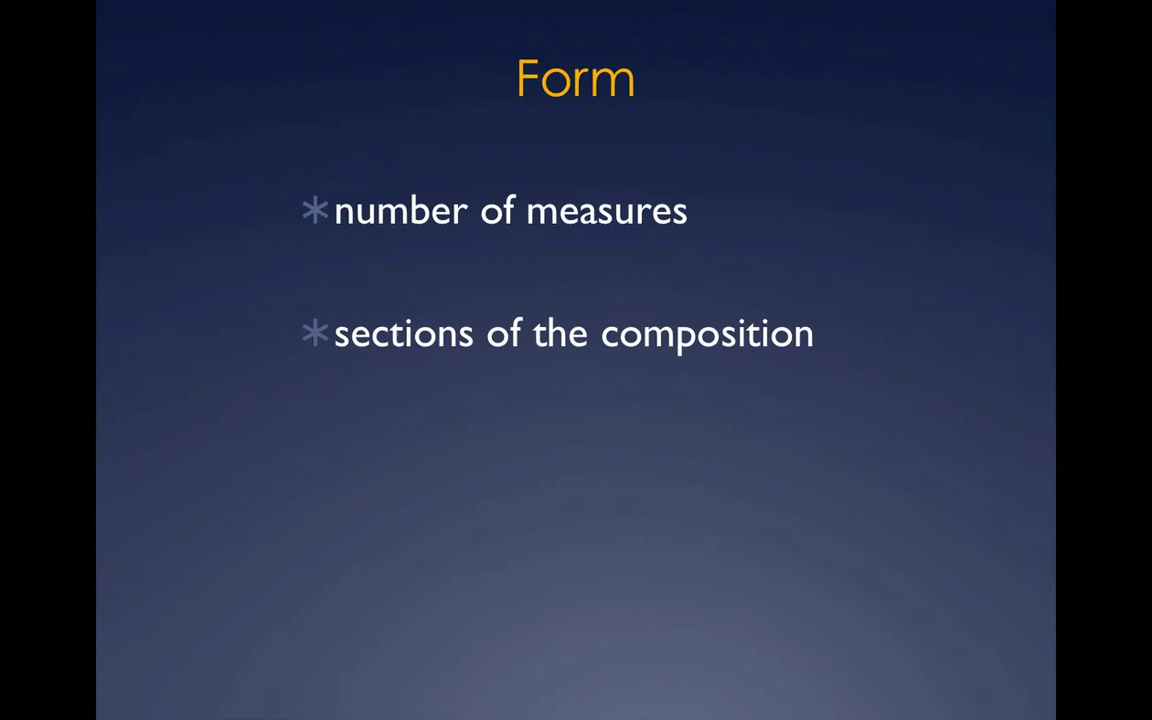 Form
*number of measures
*sections of the composition